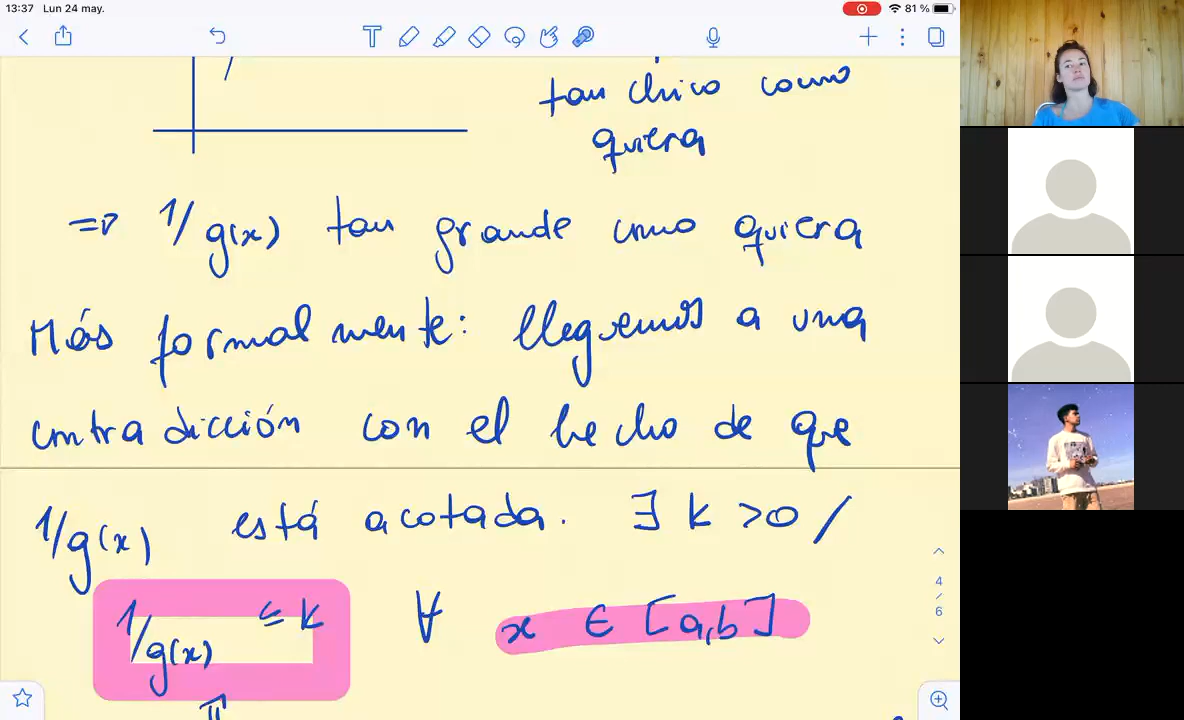 13:37 Lun 24 may.
81 %
T
tan chico como
quiera
=> 1/g(x) tan grande como quiera
Más formalmente: lleguemos a una
contradicción con el hecho de que
1/g(x) está acotada. ∃ k >0 /
1/g(x) ≤ k ∀ x ∈ [a,b]
4
/
6